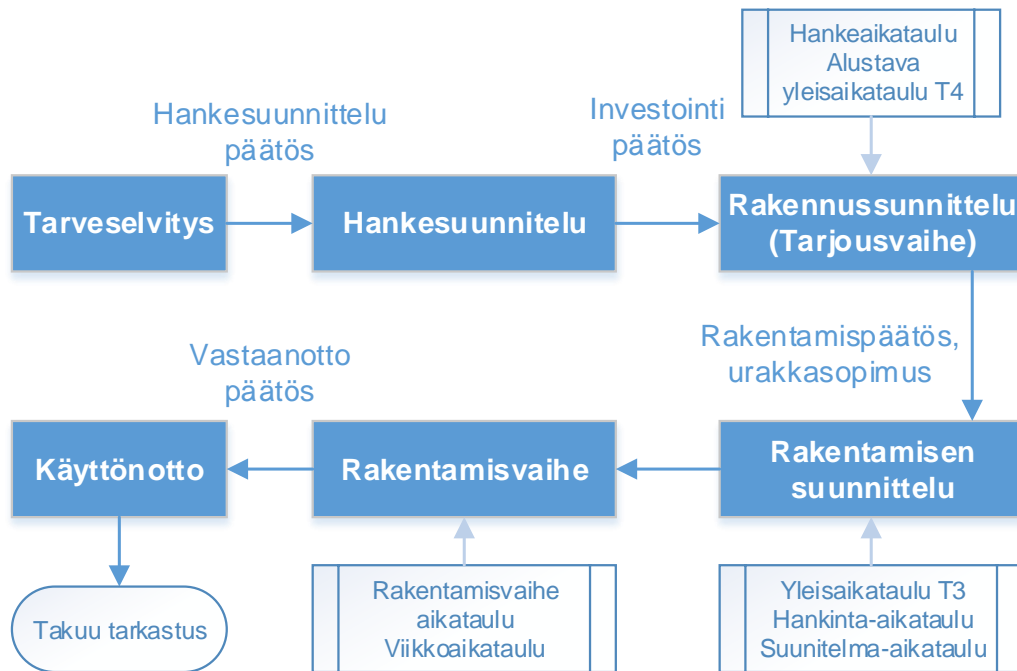 Hankeaikataulu
Alustava
yleisaikataulu T4
Hankesuunnittelu
päätös
Investointi
päätös
Tarveselvitys
Hankesuunnitelu
Rakennussunnittelu
(Tarjousvaihe)
Rakentamispäätös,
urakkasopimus
Vastaanotto
päätös
Käyttönotto
Rakentamisvaihe
Rakentamisen
suunnittelu
Takuu tarkastus
Rakentamisvaihe
aikataulu
Viikkoaikataulu
Yleisaikataulu T3
Hankinta-aikataulu
Suunitelma-aikataulu